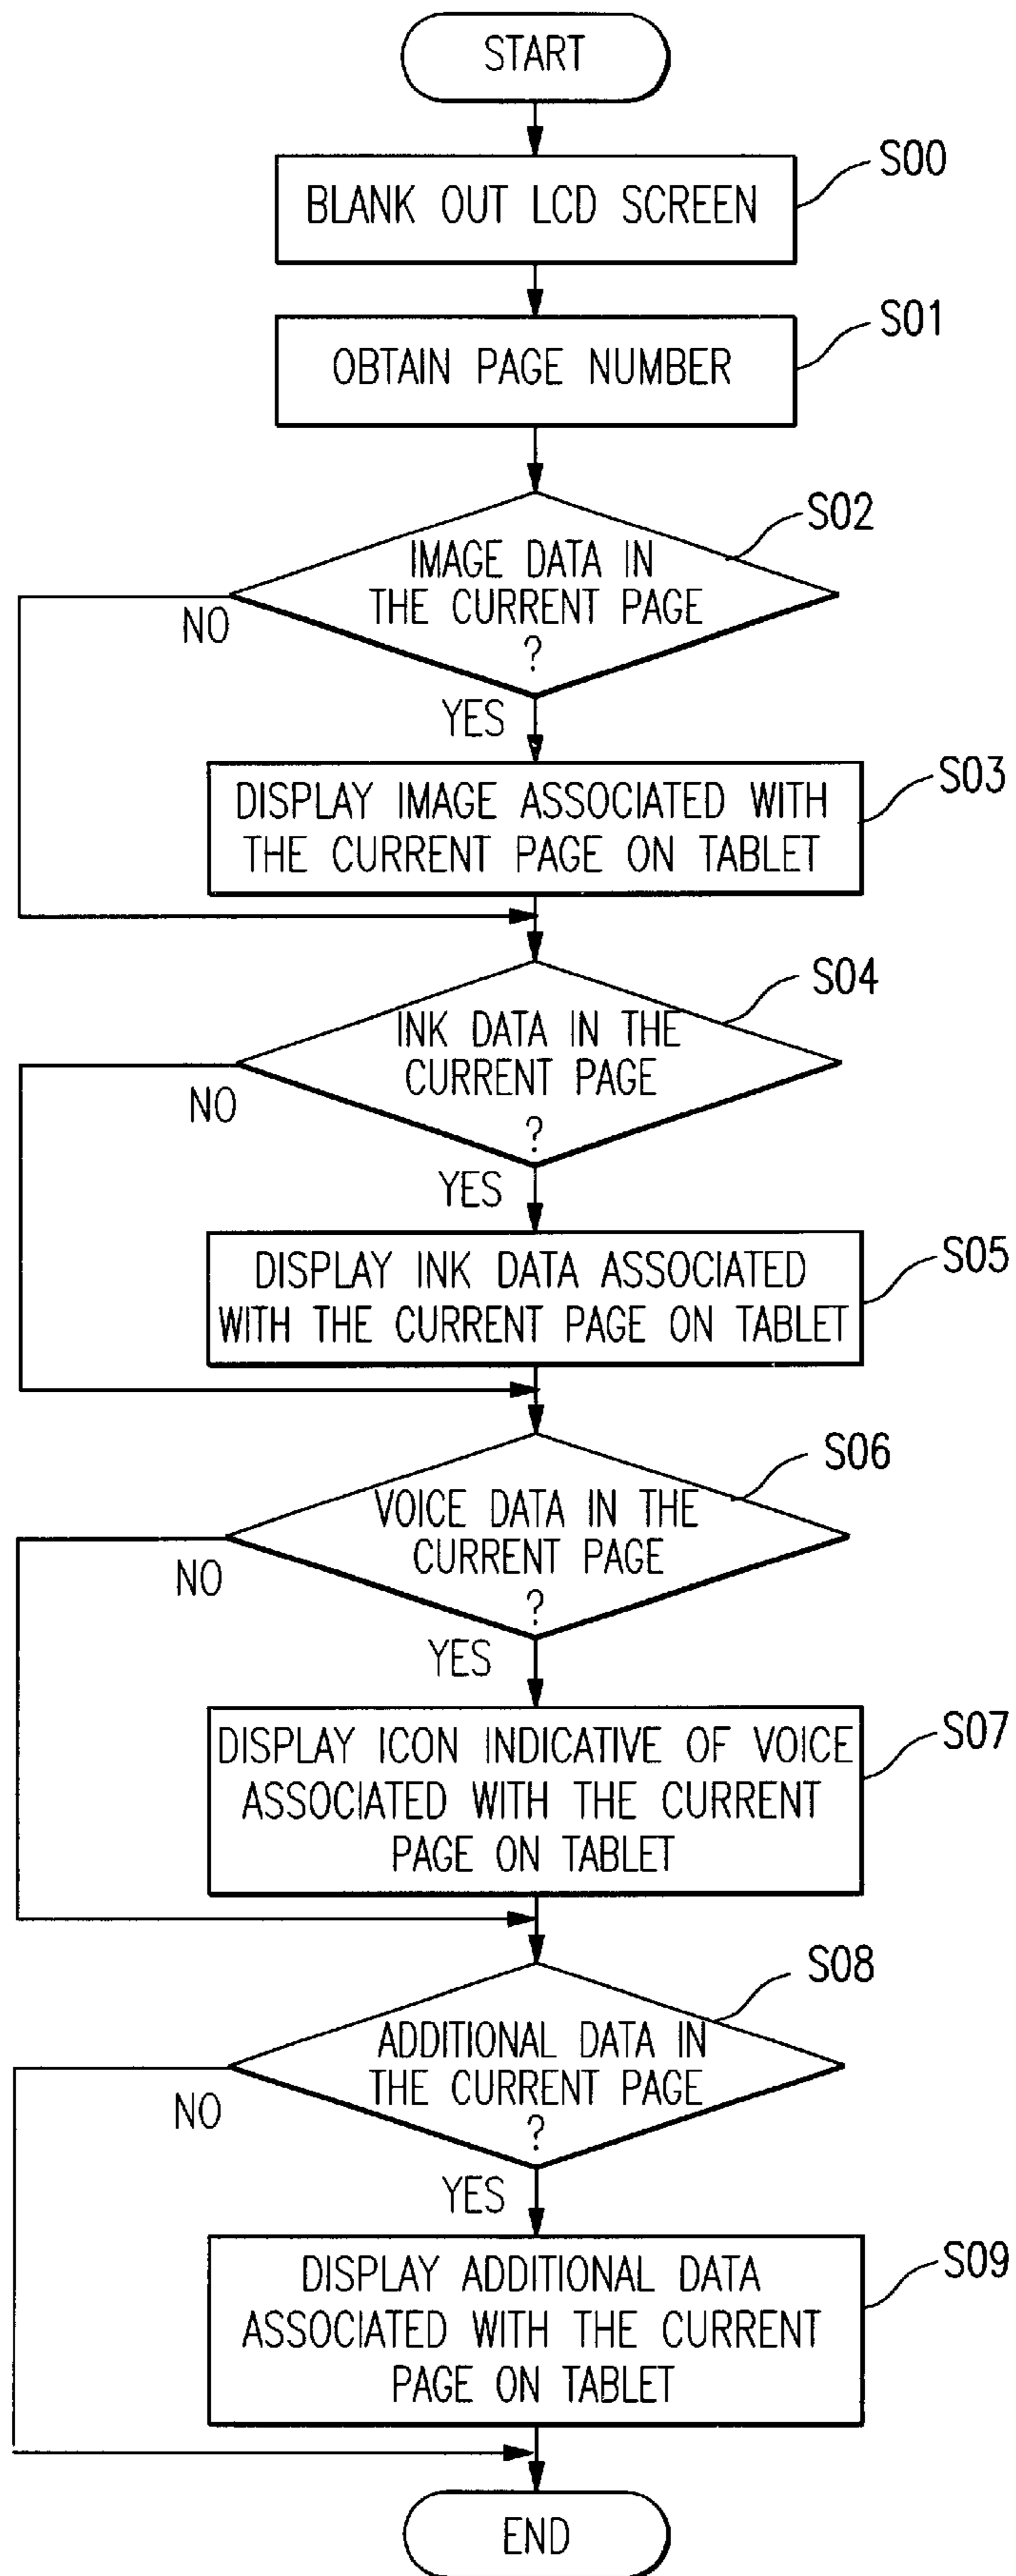 START
S00
BLANK OUT LCD SCREEN
S01
OBTAIN PAGE NUMBER
S02
IMAGE DATA IN
THE CURRENT PAGE
?
NO
YES
S03
DISPLAY IMAGE ASSOCIATED WITH
THE CURRENT PAGE ON TABLET
S04
INK DATA IN THE
CURRENT PAGE
?
NO
YES
S05
DISPLAY INK DATA ASSOCIATED
WITH THE CURRENT PAGE ON TABLET
S06
VOICE DATA IN THE
CURRENT PAGE
?
NO
YES
S07
DISPLAY ICON INDICATIVE OF VOICE
ASSOCIATED WITH THE CURRENT
PAGE ON TABLET
S08
ADDITIONAL DATA IN
THE CURRENT PAGE
?
NO
YES
S09
DISPLAY ADDITIONAL DATA
ASSOCIATED WITH THE CURRENT
PAGE ON TABLET
END